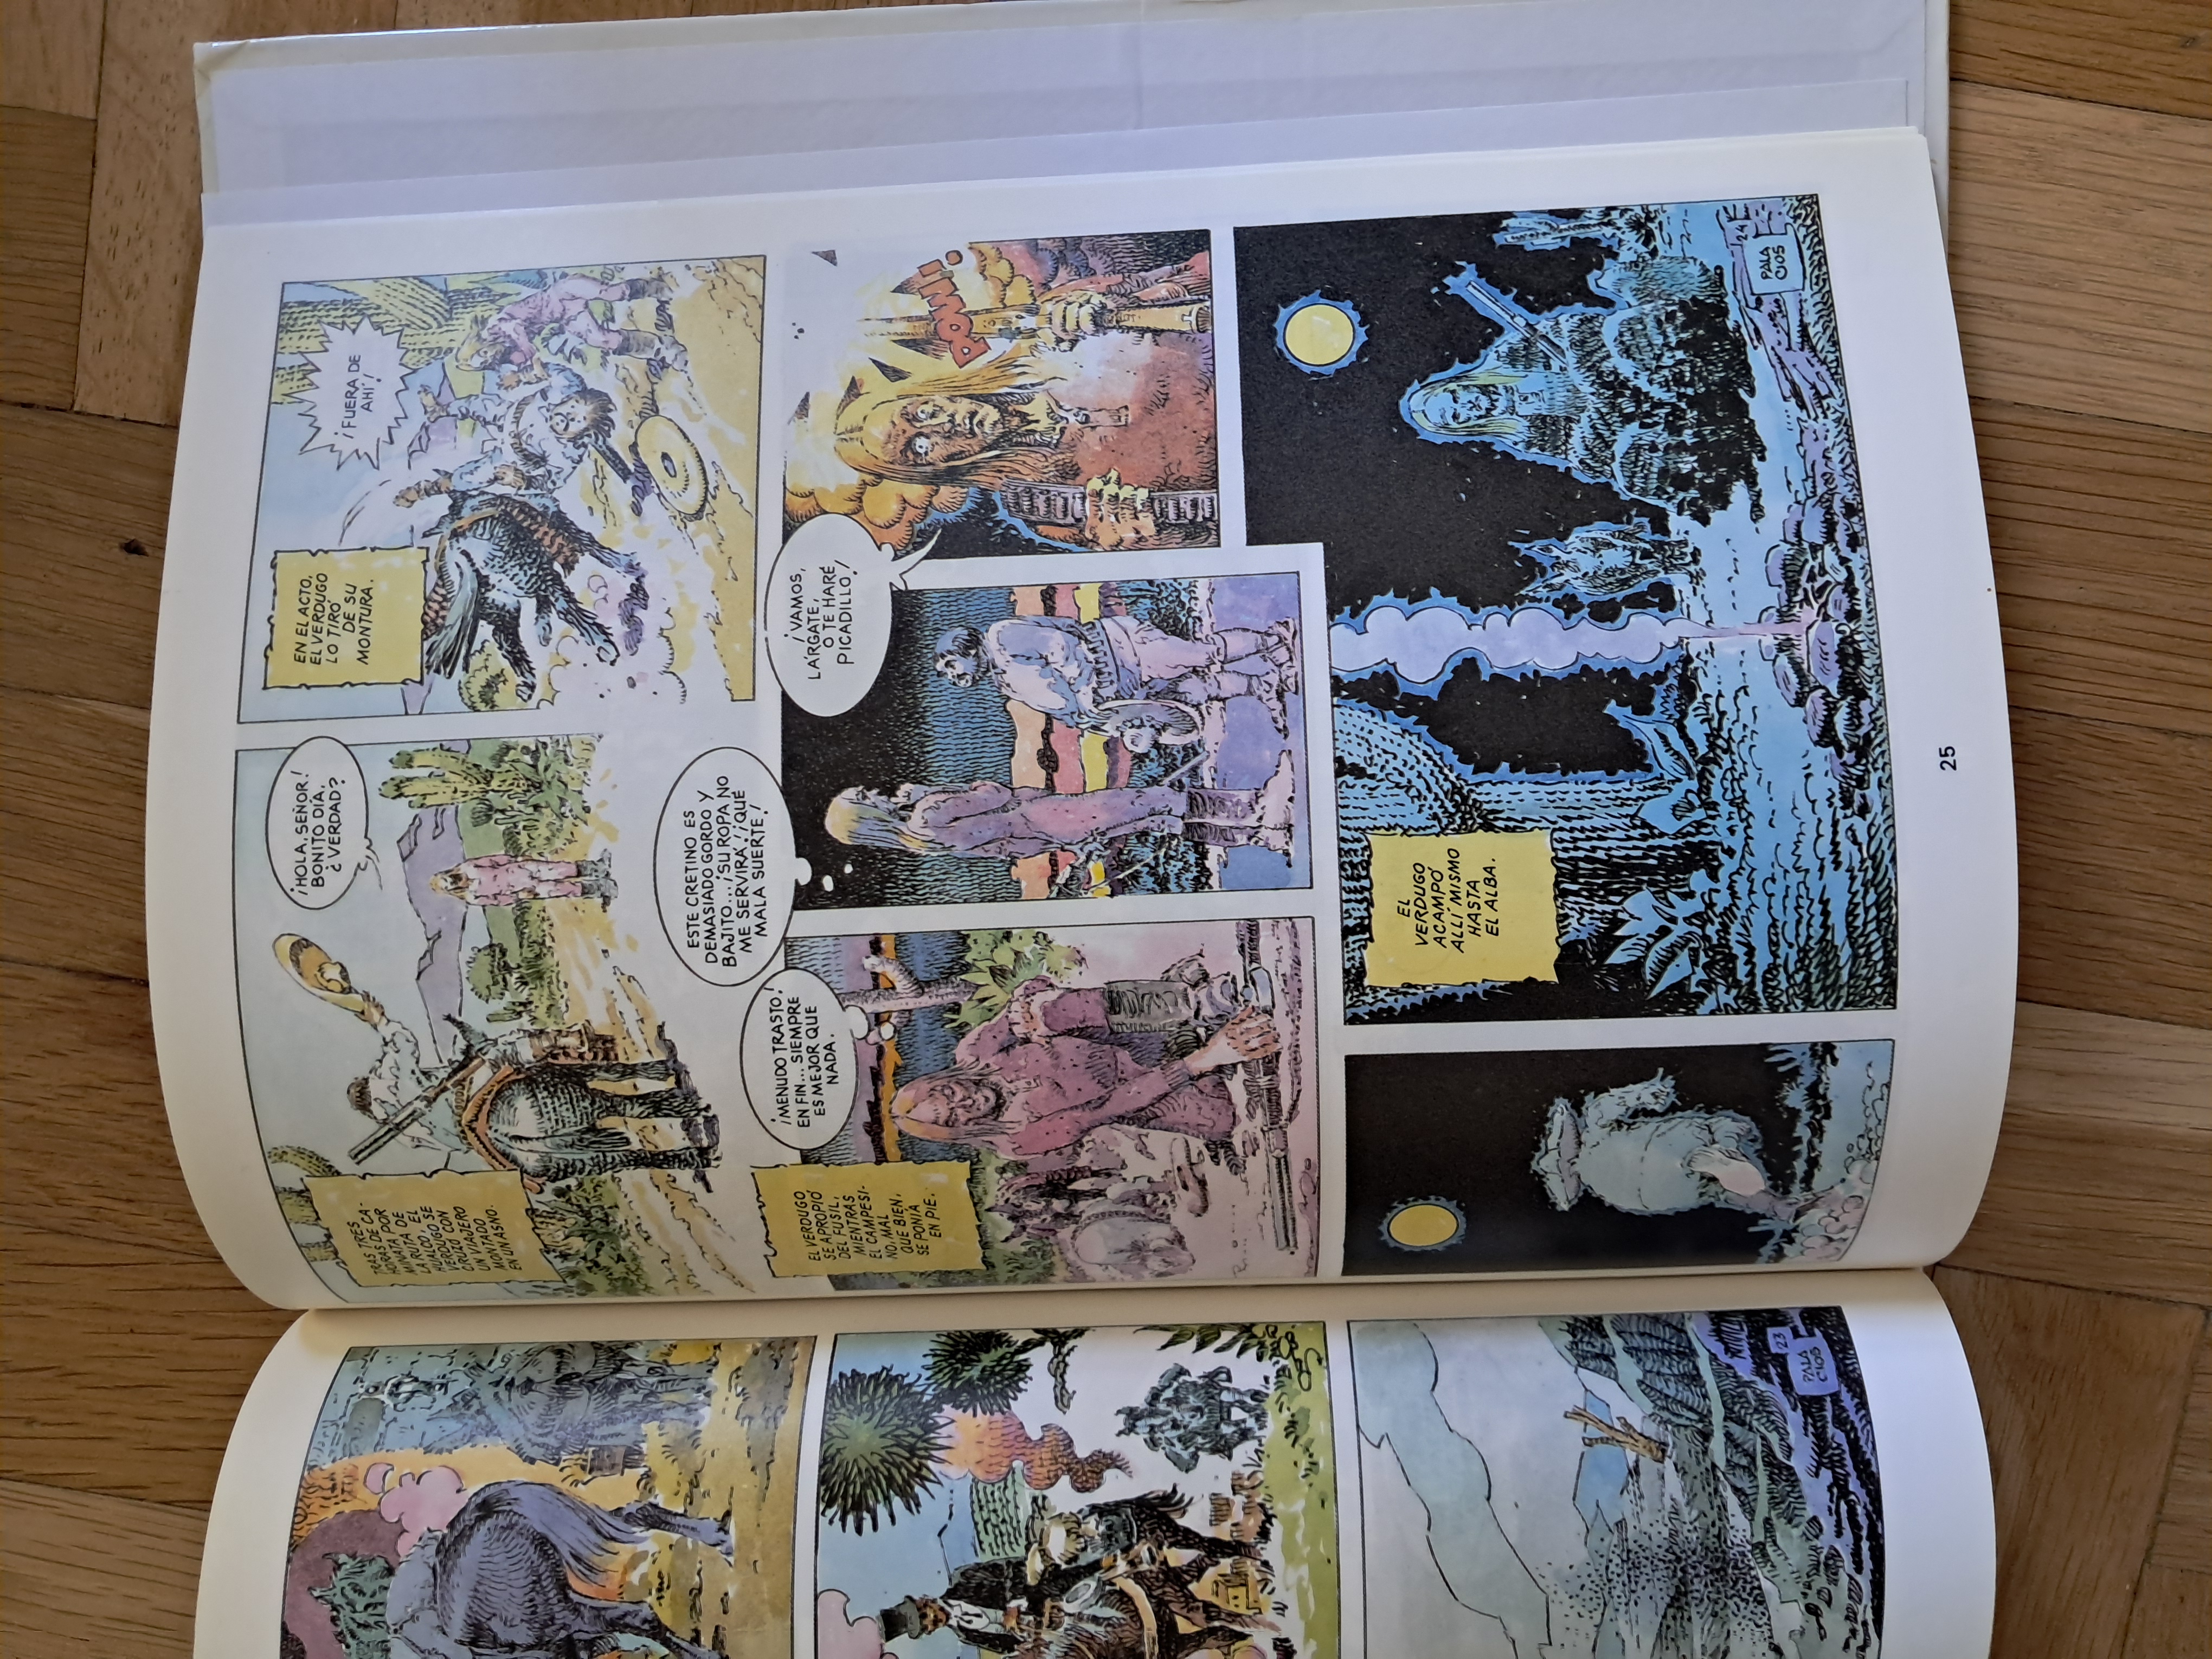 23
PALA
CIOS
TRAS TRES
HORAS DE CA-
MINATA POR
LA RUTA DE
HUALCO, EL
VERDUGO SE
CRUZÓ CON
UN VIAJERO
MONTADO
EN UN ASNO.
¡HOLA, SEÑOR!
BONITO DÍA,
¿VERDAD?
EN EL ACTO,
EL VERDUGO
LO TIRÓ
DE SU
MONTURA.
¡FUERA DE
AHÍ!
EL VERDUGO
SE APROPIÓ
DEL FUSIL,
MIENTRAS
EL CAMPESI-
NO, MAL
QUE BIEN,
SE PONÍA
EN PIE.
¡MENUDO TRASTO!
EN FIN... SIEMPRE
ES MEJOR QUE
NADA.
ESTE CRETINO ES
DEMASIADO GORDO Y
BAJITO... ¡SU ROPA NO
ME SERVIRÁ! ¡QUÉ
MALA SUERTE!
¡VAMOS,
LÁRGATE,
O TE HARÉ
PICADILLO!
POW!
EL
VERDUGO
ACAMPÓ
ALLÍ MISMO
HASTA
EL ALBA.
24
PALA
CIOS
25